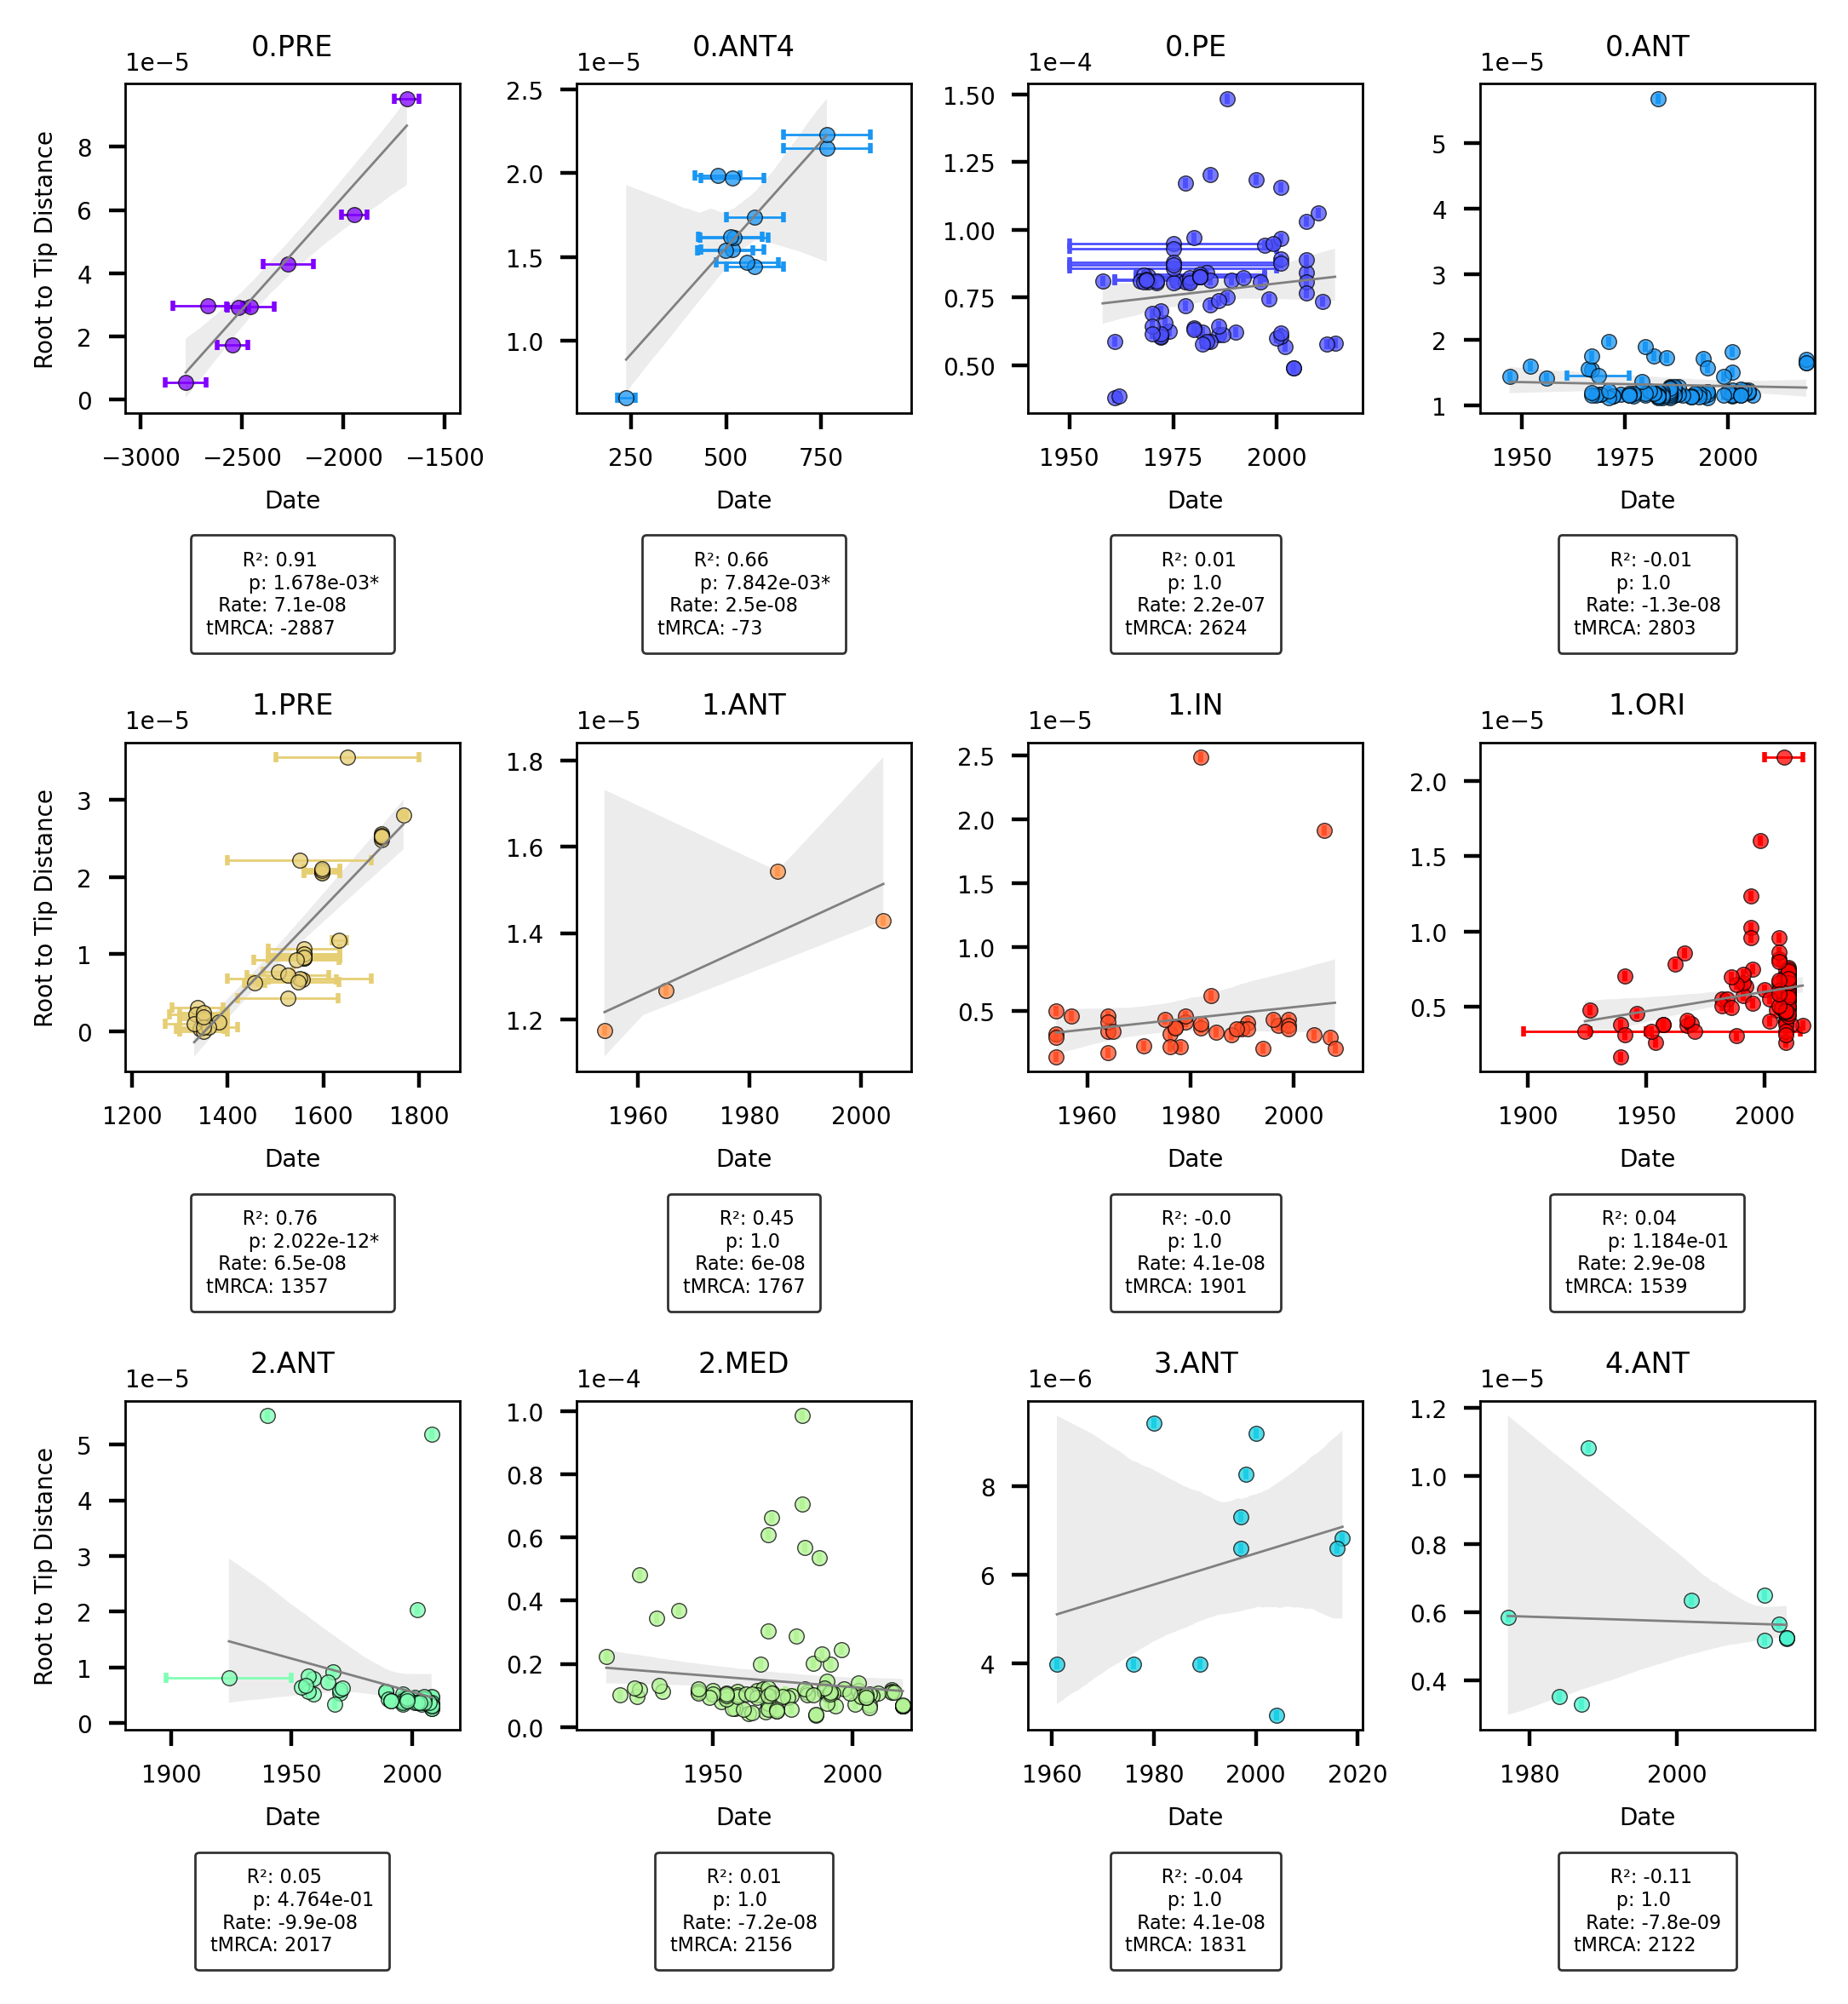 0.PRE
1e−5
Root to Tip Distance
8
6
4
2
0
−3000 −2500 −2000 −1500
Date
R²: 0.91
p: 1.678e-03*
Rate: 7.1e-08
tMRCA: -2887
0.ANT4
1e−5
2.5
2.0
1.5
1.0
250 500 750
Date
R²: 0.66
p: 7.842e-03*
Rate: 2.5e-08
tMRCA: -73
0.PE
1e−4
1.50
1.25
1.00
0.75
0.50
1950 1975 2000
Date
R²: 0.01
p: 1.0
Rate: 2.2e-07
tMRCA: 2624
0.ANT
1e−5
5
4
3
2
1
1950 1975 2000
Date
R²: -0.01
p: 1.0
Rate: -1.3e-08
tMRCA: 2803
1.PRE
1e−5
Root to Tip Distance
3
2
1
0
1200 1400 1600 1800
Date
R²: 0.76
p: 2.022e-12*
Rate: 6.5e-08
tMRCA: 1357
1.ANT
1e−5
1.8
1.6
1.4
1.2
1960 1980 2000
Date
R²: 0.45
p: 1.0
Rate: 6e-08
tMRCA: 1767
1.IN
1e−5
2.5
2.0
1.5
1.0
0.5
1960 1980 2000
Date
R²: -0.0
p: 1.0
Rate: 4.1e-08
tMRCA: 1901
1.ORI
1e−5
2.0
1.5
1.0
0.5
1900 1950 2000
Date
R²: 0.04
p: 1.184e-01
Rate: 2.9e-08
tMRCA: 1539
2.ANT
1e−5
Root to Tip Distance
5
4
3
2
1
0
1900 1950 2000
Date
R²: 0.05
p: 4.764e-01
Rate: -9.9e-08
tMRCA: 2017
2.MED
1e−4
1.0
0.8
0.6
0.4
0.2
0.0
1950 2000
Date
R²: 0.01
p: 1.0
Rate: -7.2e-08
tMRCA: 2156
3.ANT
1e−6
8
6
4
1960 1980 2000 2020
Date
R²: -0.04
p: 1.0
Rate: 4.1e-08
tMRCA: 1831
4.ANT
1e−5
1.2
1.0
0.8
0.6
0.4
1980 2000
Date
R²: -0.11
p: 1.0
Rate: -7.8e-09
tMRCA: 2122